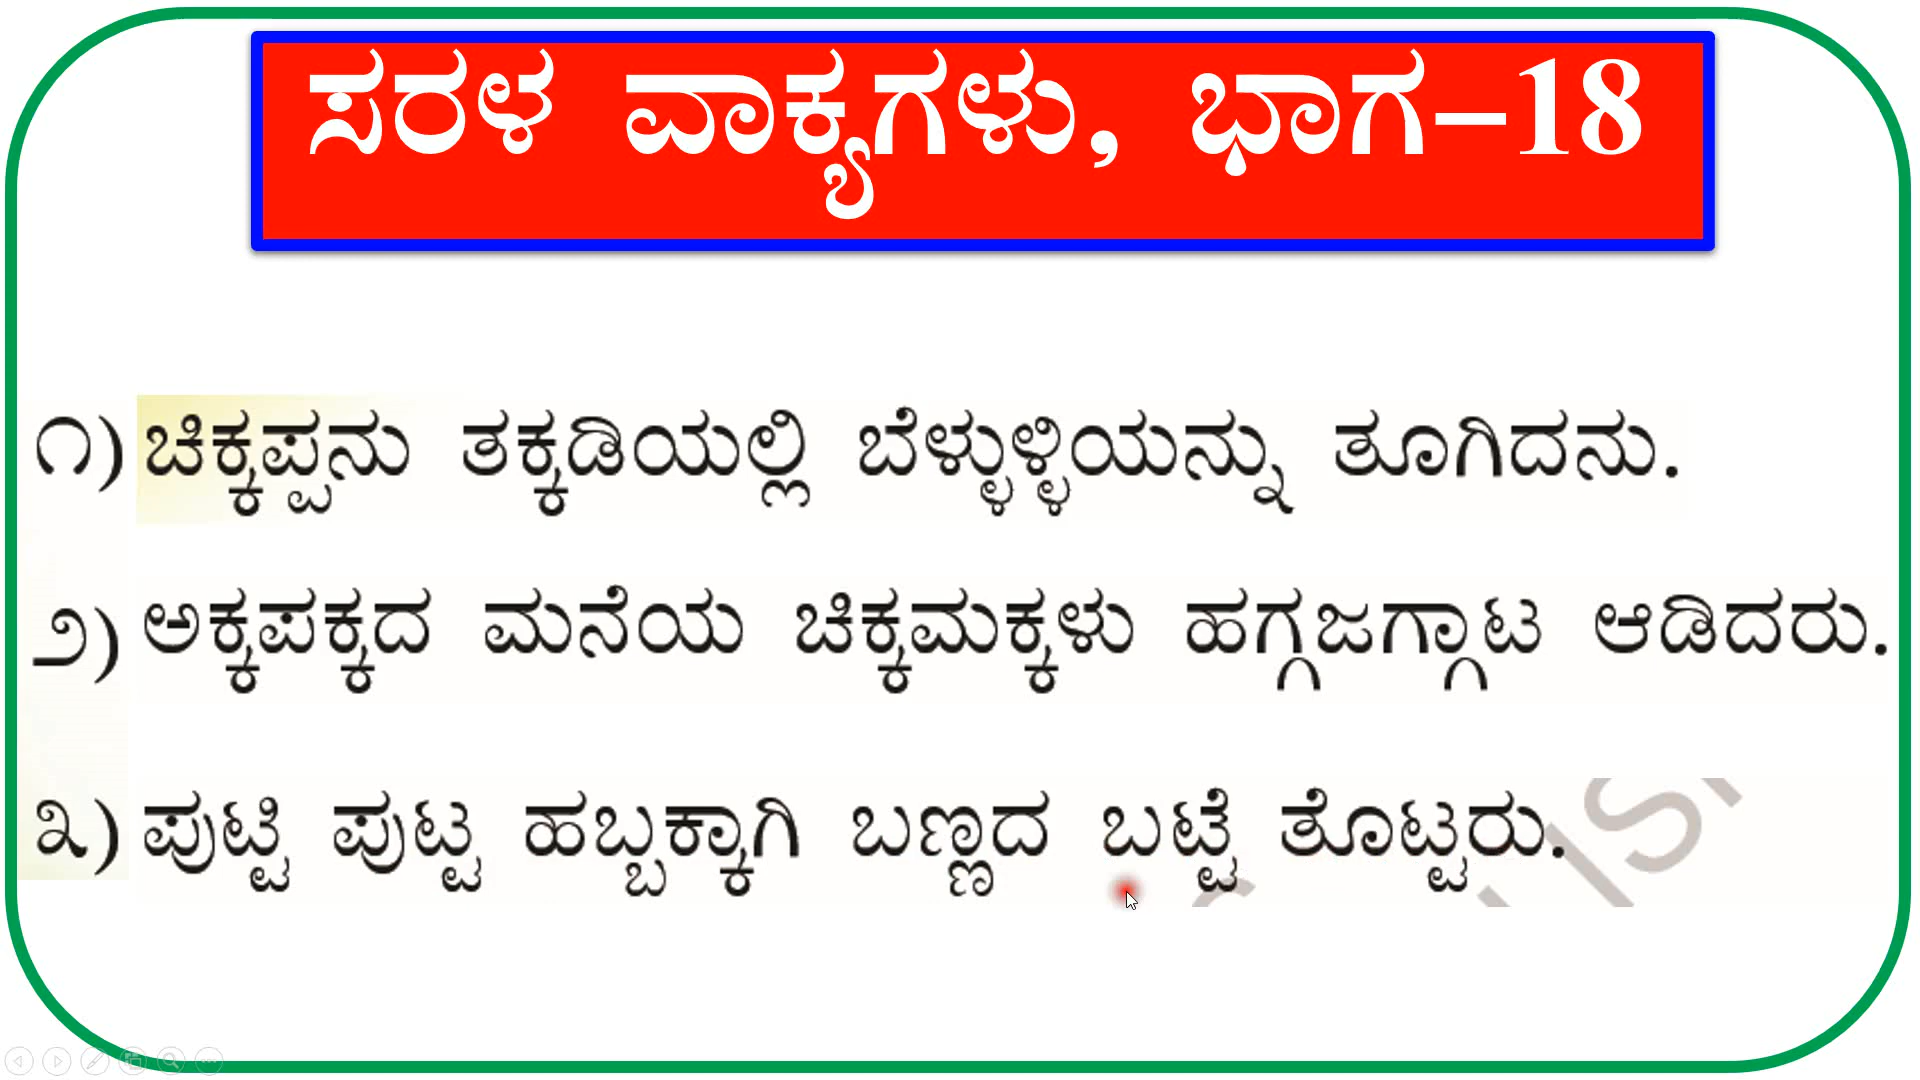 ಸರಳ ವಾಕ್ಯಗಳು, ಭಾಗ–18
೧) ಚಿಕ್ಕಪ್ಪನು ತಕ್ಕಡಿಯಲ್ಲಿ ಬೆಳ್ಳುಳ್ಳಿಯನ್ನು ತೂಗಿದನು.
೨) ಅಕ್ಕಪಕ್ಕದ ಮನೆಯ ಚಿಕ್ಕಮಕ್ಕಳು ಹಗ್ಗಜಗ್ಗಾಟ ಆಡಿದರು.
೩) ಪುಟ್ಟಿ ಪುಟ್ಟ ಹಬ್ಬಕ್ಕಾಗಿ ಬಣ್ಣದ ಬಟ್ಟೆ ತೊಟ್ಟರು.